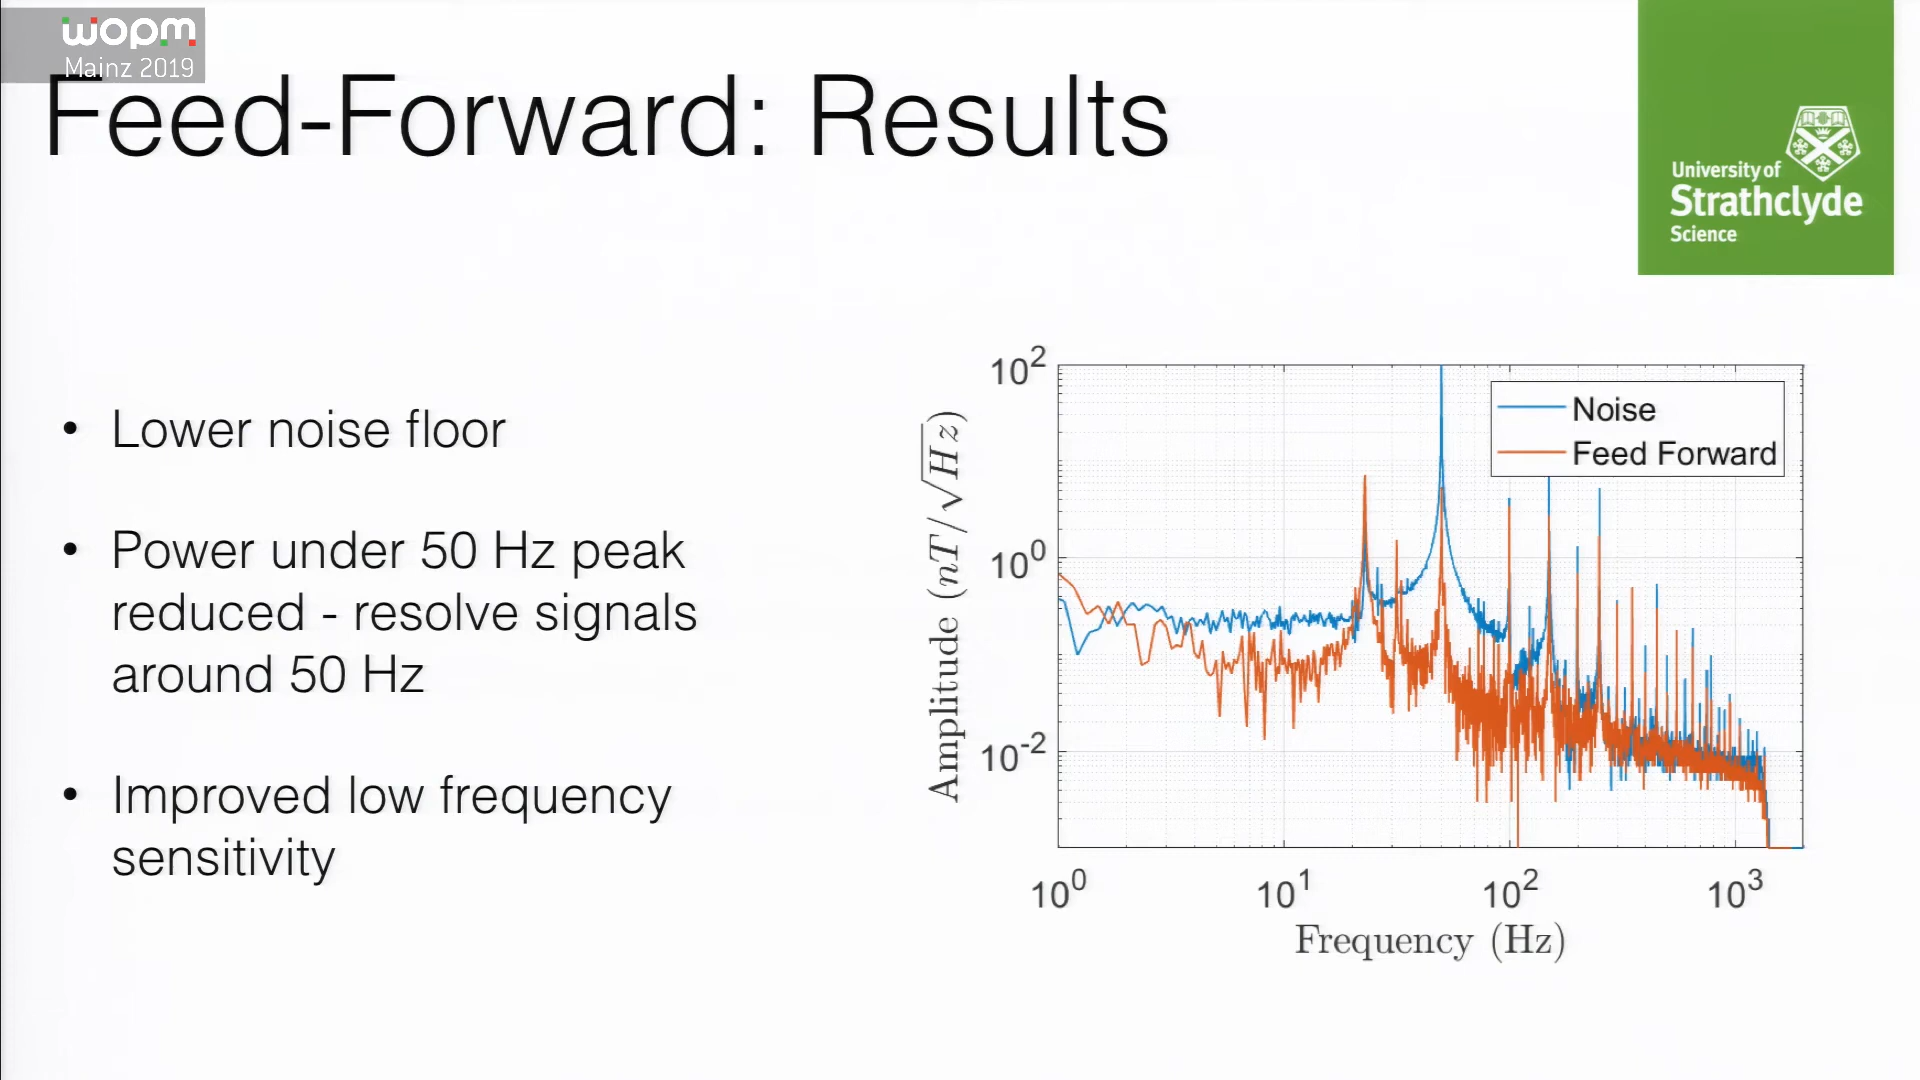 wopm
Mainz 2019
Feed-Forward: Results
University of
Strathclyde
Science
• Lower noise floor
• Power under 50 Hz peak
reduced - resolve signals
around 50 Hz
• Improved low frequency
sensitivity
Amplitude (nT/√Hz)
10²
10⁰
10⁻²
Noise
Feed Forward
10⁰ 10¹ 10² 10³
Frequency (Hz)